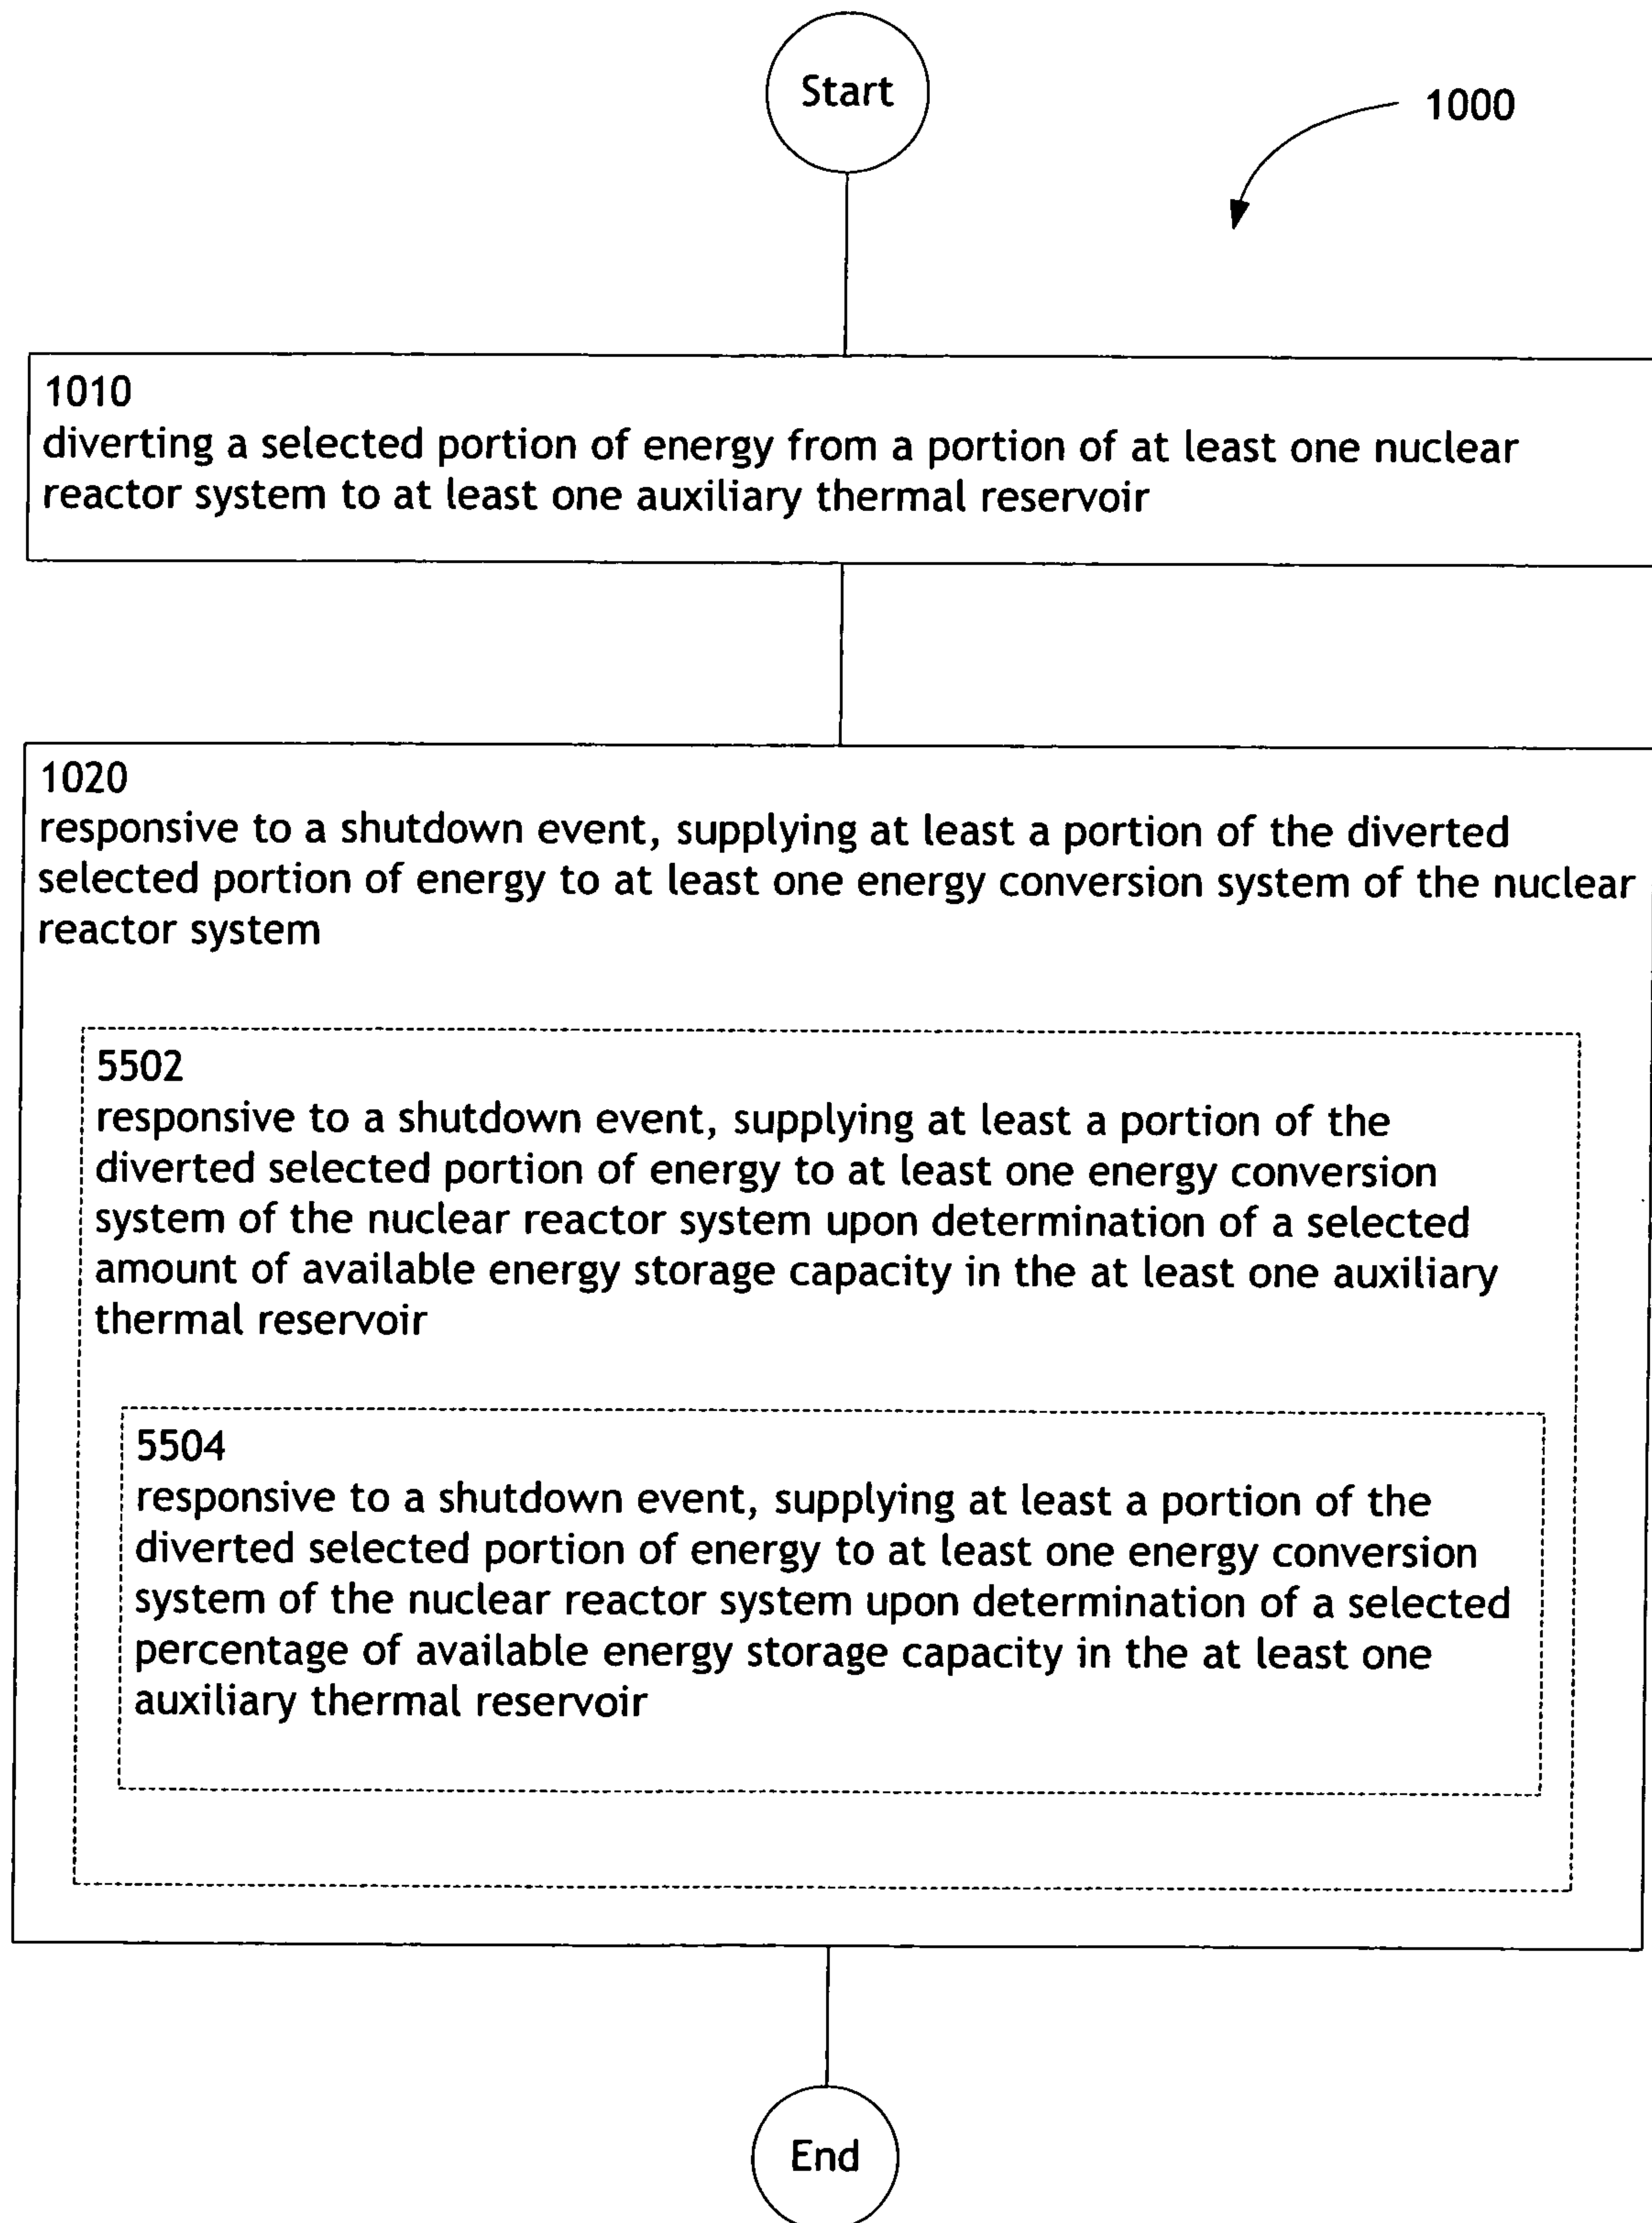 Start
1000
1010
diverting a selected portion of energy from a portion of at least one nuclear
reactor system to at least one auxiliary thermal reservoir
1020
responsive to a shutdown event, supplying at least a portion of the diverted
selected portion of energy to at least one energy conversion system of the nuclear
reactor system
5502
responsive to a shutdown event, supplying at least a portion of the
diverted selected portion of energy to at least one energy conversion
system of the nuclear reactor system upon determination of a selected
amount of available energy storage capacity in the at least one auxiliary
thermal reservoir
5504
responsive to a shutdown event, supplying at least a portion of the
diverted selected portion of energy to at least one energy conversion
system of the nuclear reactor system upon determination of a selected
percentage of available energy storage capacity in the at least one
auxiliary thermal reservoir
End